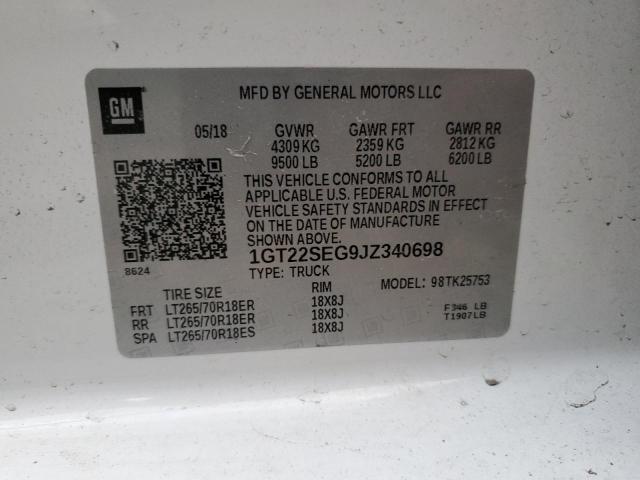 GM
MFD BY GENERAL MOTORS LLC
05/18 GVWR GAWR FRT GAWR RR
4309 KG 2359 KG 2812 KG
9500 LB 5200 LB 6200 LB
THIS VEHICLE CONFORMS TO ALL
APPLICABLE U.S. FEDERAL MOTOR
VEHICLE SAFETY STANDARDS IN EFFECT
ON THE DATE OF MANUFACTURE
SHOWN ABOVE.
8624
1GT22SEG9JZ340698
TYPE: TRUCK MODEL: 98TK25753
TIRE SIZE RIM
FRT LT265/70R18ER 18X8J F346 LB
RR LT265/70R18ER 18X8J T1907LB
SPA LT265/70R18ES 18X8J